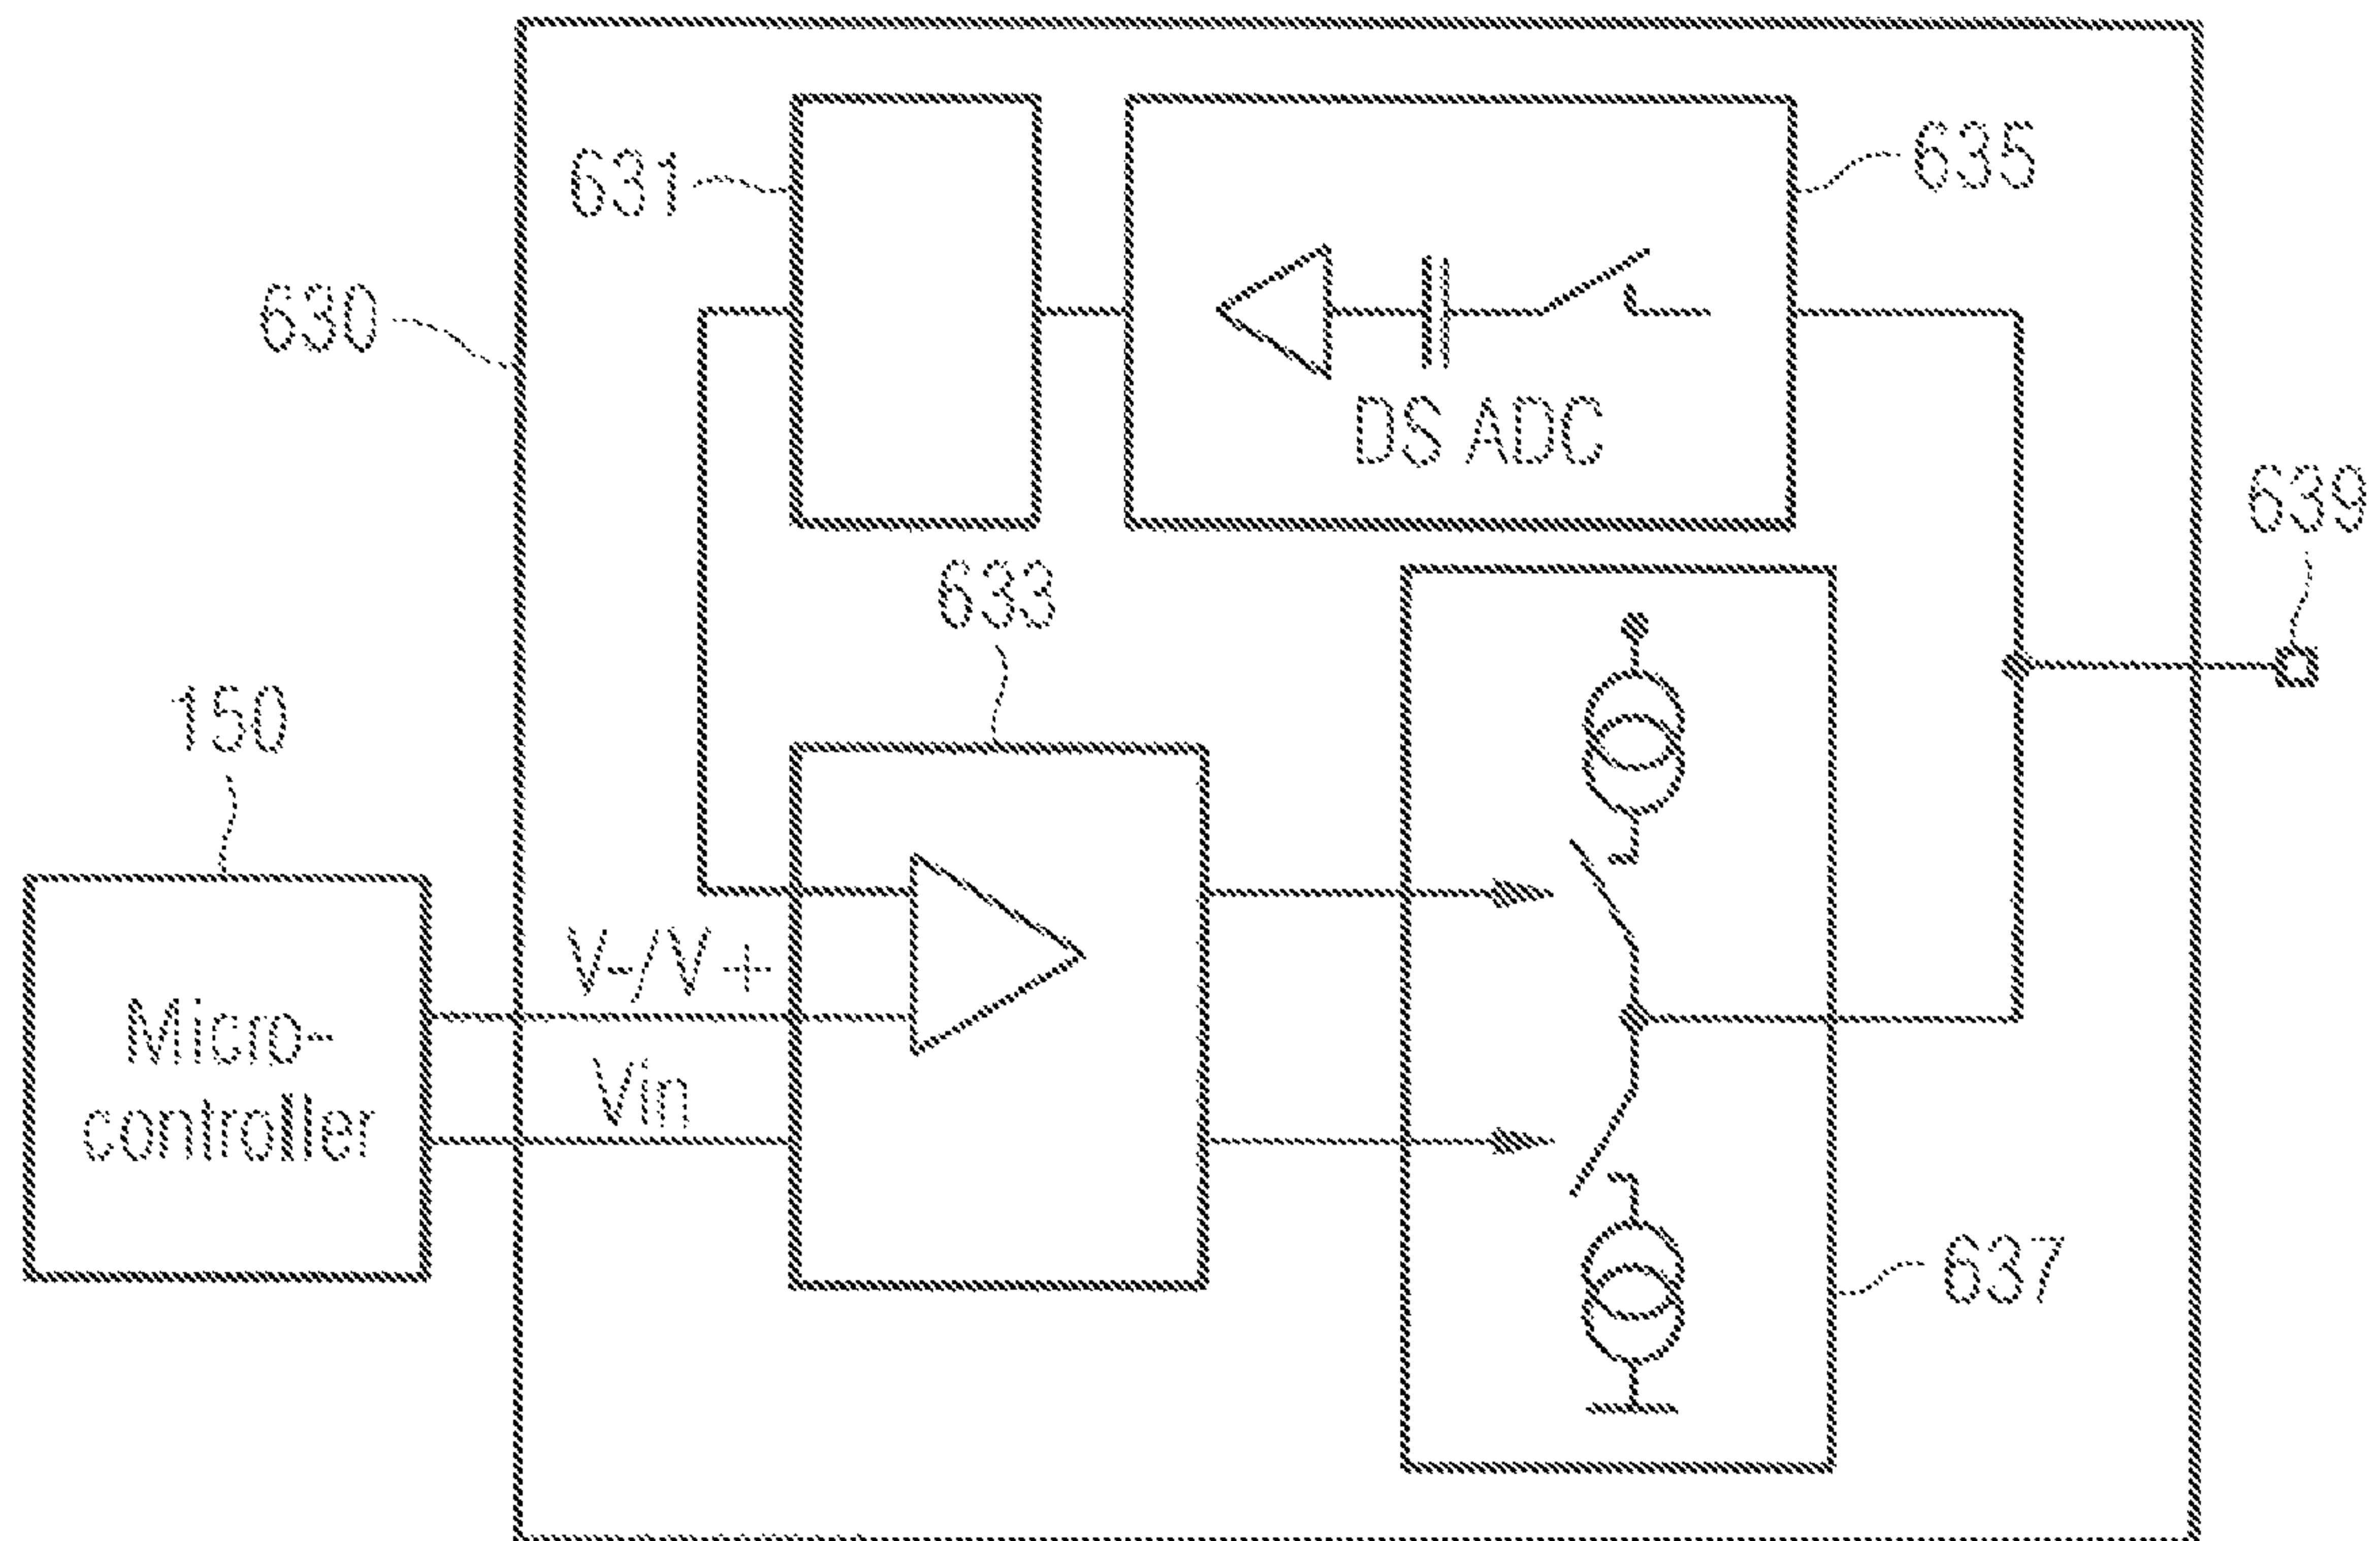 631
635
630
DS ADC
639
633
150
V-/V+
Micro-
controller
Vin
637